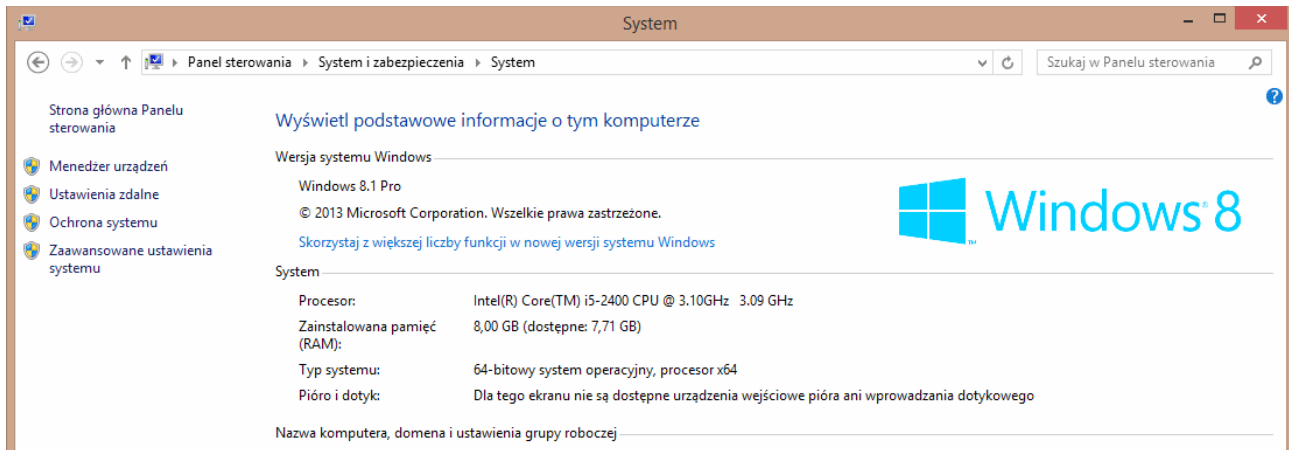 System
Panel sterowania System i zabezpieczenia System
Szukaj w Panelu sterowania
Strona główna Panelu
sterowania
Menedżer urządzeń
Ustawienia zdalne
Ochrona systemu
Zaawansowane ustawienia
systemu
Wyświetl podstawowe informacje o tym komputerze
Wersja systemu Windows
Windows 8.1 Pro
© 2013 Microsoft Corporation. Wszelkie prawa zastrzeżone.
Skorzystaj z większej liczby funkcji w nowej wersji systemu Windows
Windows® 8
System
Procesor: Intel(R) Core(TM) i5-2400 CPU @ 3.10GHz 3.09 GHz
Zainstalowana pamięć 8,00 GB (dostępne: 7,71 GB)
(RAM):
Typ systemu: 64-bitowy system operacyjny, procesor x64
Pióro i dotyk: Dla tego ekranu nie są dostępne urządzenia wejściowe pióra ani wprowadzania dotykowego
Nazwa komputera, domena i ustawienia grupy roboczej